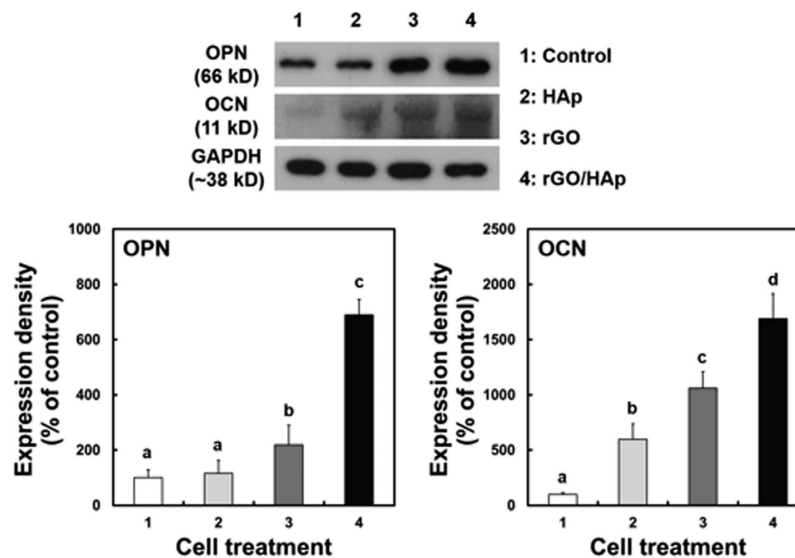 1 2 3 4
OPN
(66 kD)
OCN
(11 kD)
GAPDH
(~38 kD)
1: Control
2: HAp
3: rGO
4: rGO/HAp
OPN
Expression density
(% of control)
1000
800
600
400
200
0
a
a
b
c
1 2 3 4
Cell treatment
OCN
Expression density
(% of control)
2500
2000
1500
1000
500
0
a
b
c
d
1 2 3 4
Cell treatment